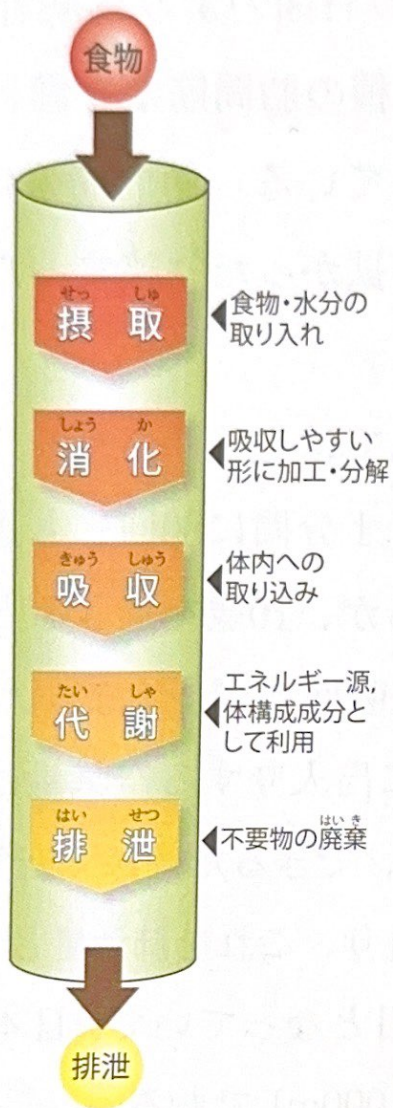 食物
せっ しゅ
摂取
食物・水分の
取り入れ
しょう か
消化
吸収しやすい
形に加工・分解
きゅう しゅう
吸収
体内への
取り込み
たい しゃ
代謝
エネルギー源,
体構成成分と
して利用
はい せつ
排泄
はい き
不要物の廃棄
排泄